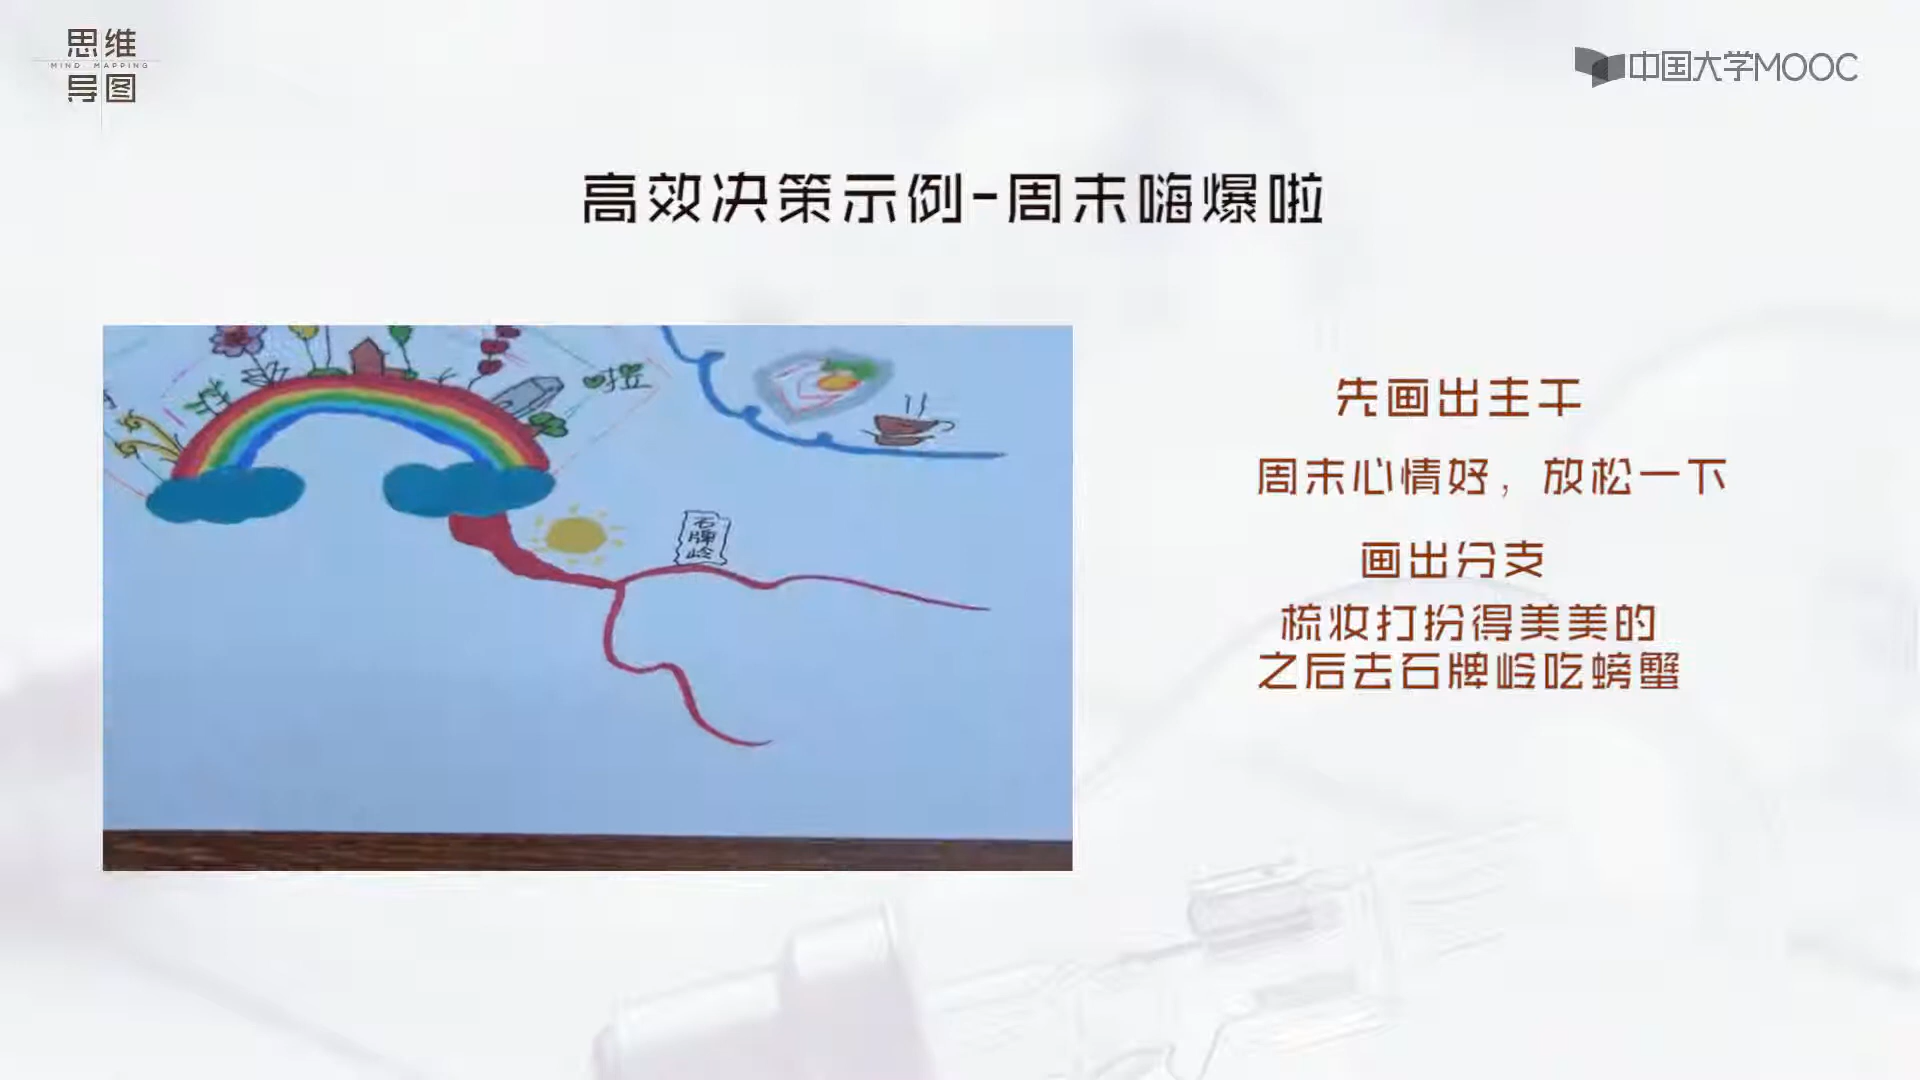 思维
MIND MAPPING
导图
中国大学MOOC
高效决策示例-周末嗨爆啦
啦
石牌岭
先画出主干
周末心情好，放松一下
画出分支
梳妆打扮得美美的
之后去石牌岭吃螃蟹